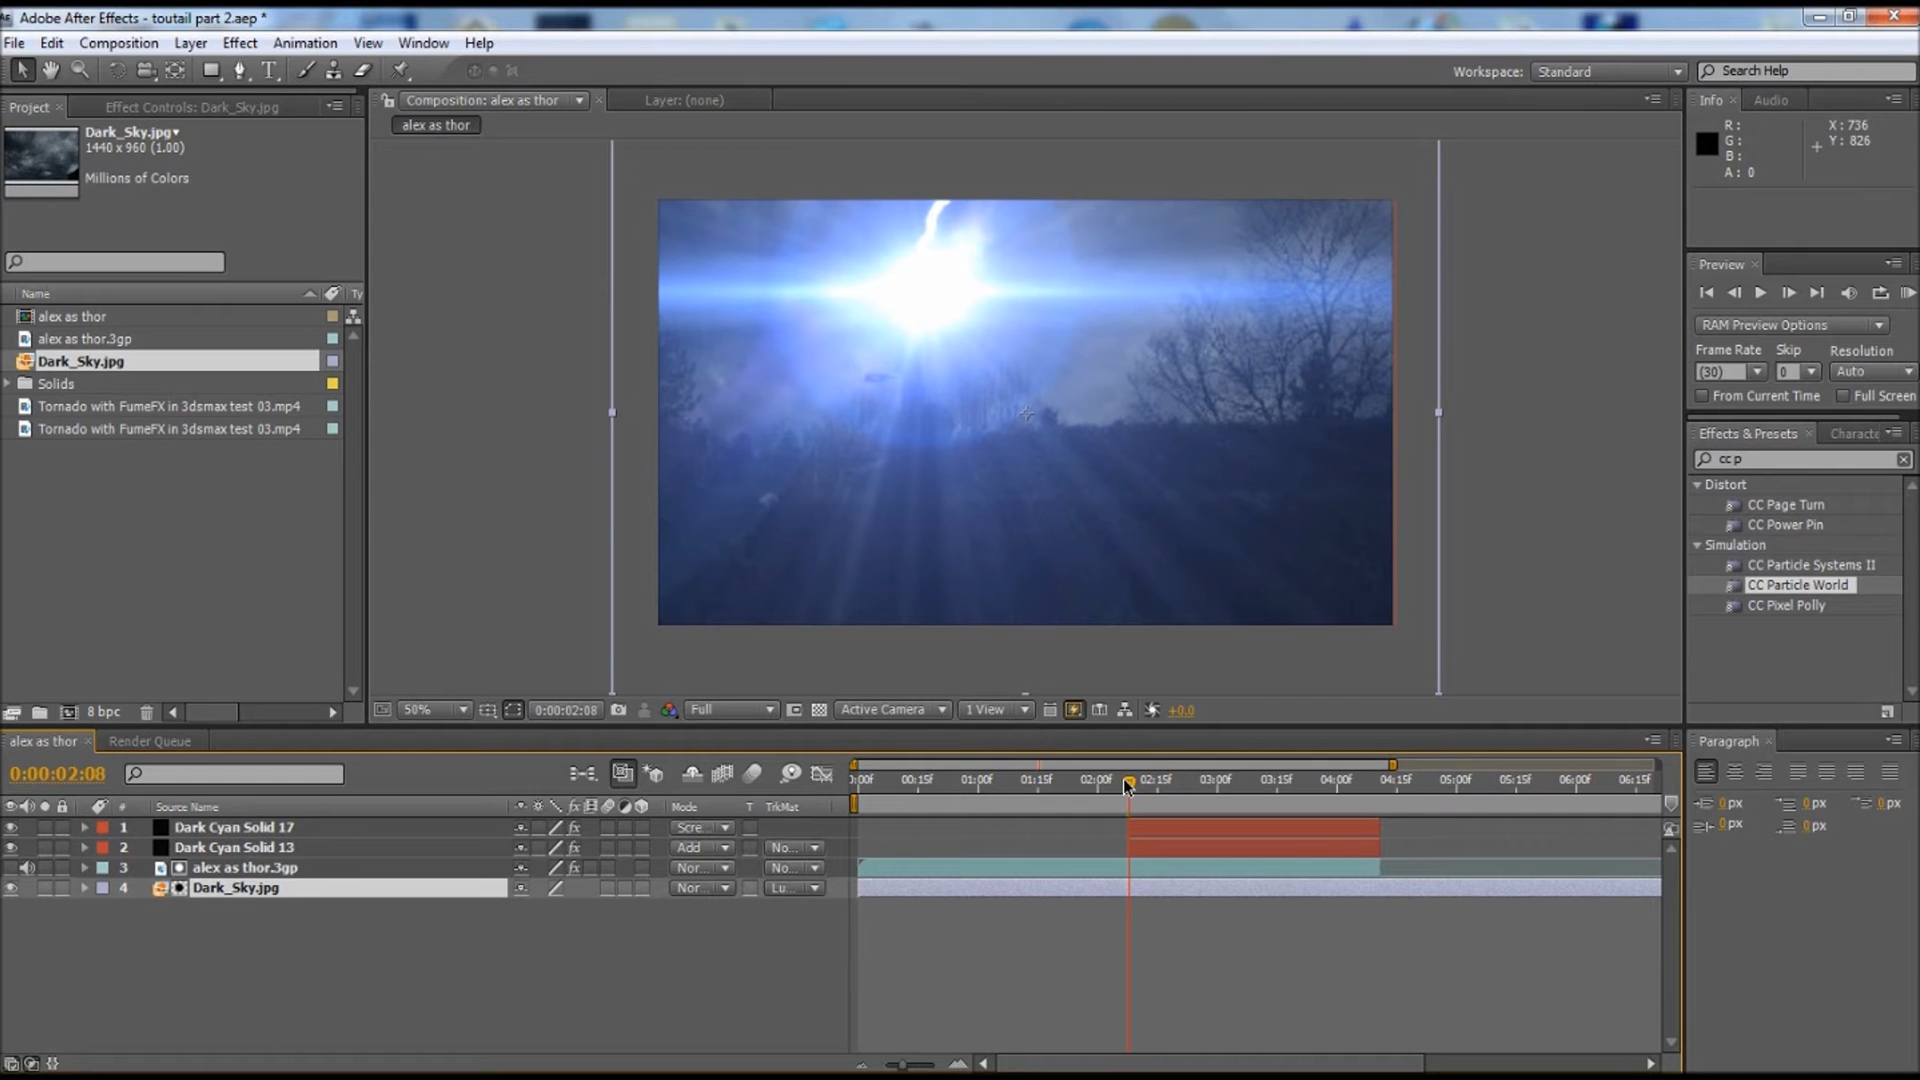 Adobe After Effects - toutail part 2.aep *
File Edit Composition Layer Effect Animation View Window Help
Workspace: Standard
Search Help
Project
Effect Controls: Dark_Sky.jpg
Composition: alex as thor
Layer: (none)
Info Audio
alex as thor
Dark_Sky.jpg
1440 x 960 (1.00)
Millions of Colors
R: X: 736
G: Y: 826
B:
A: 0
Preview
RAM Preview Options
Frame Rate Skip Resolution
(30) 0 Auto
From Current Time Full Screen
Name Ty
alex as thor
alex as thor.3gp
Dark_Sky.jpg
Solids
Tornado with FumeFX in 3dsmax test 03.mp4
Tornado with FumeFX in 3dsmax test 03.mp4
Effects & Presets Characte
cc p
Distort
CC Page Turn
CC Power Pin
Simulation
CC Particle Systems II
CC Particle World
CC Pixel Polly
8 bpc
50% 0:00:02:08 Full Active Camera 1 View +0.0
alex as thor Render Queue
Paragraph
0:00:02:08
:00f 00:15f 01:00f 01:15f 02:00f 02:15f 03:00f 03:15f 04:00f 04:15f 05:00f 05:15f 06:00f 06:15f
# Source Name fx Mode T TrkMat
1 Dark Cyan Solid 17 fx Scre...
2 Dark Cyan Solid 13 fx Add No...
3 alex as thor.3gp fx Nor... No...
4 Dark_Sky.jpg Nor... Lu...
0 px 0 px 0 px
0 px 0 px